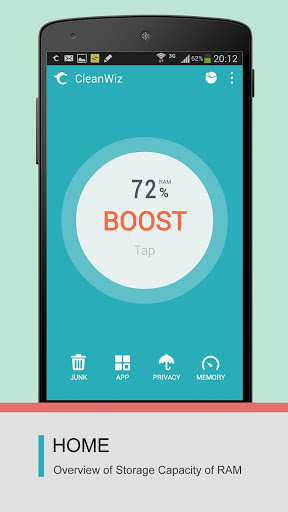 3G 62% 20:12
CleanWiz
72% RAM
BOOST
Tap
JUNK APP PRIVACY MEMORY
HOME
Overview of Storage Capacity of RAM